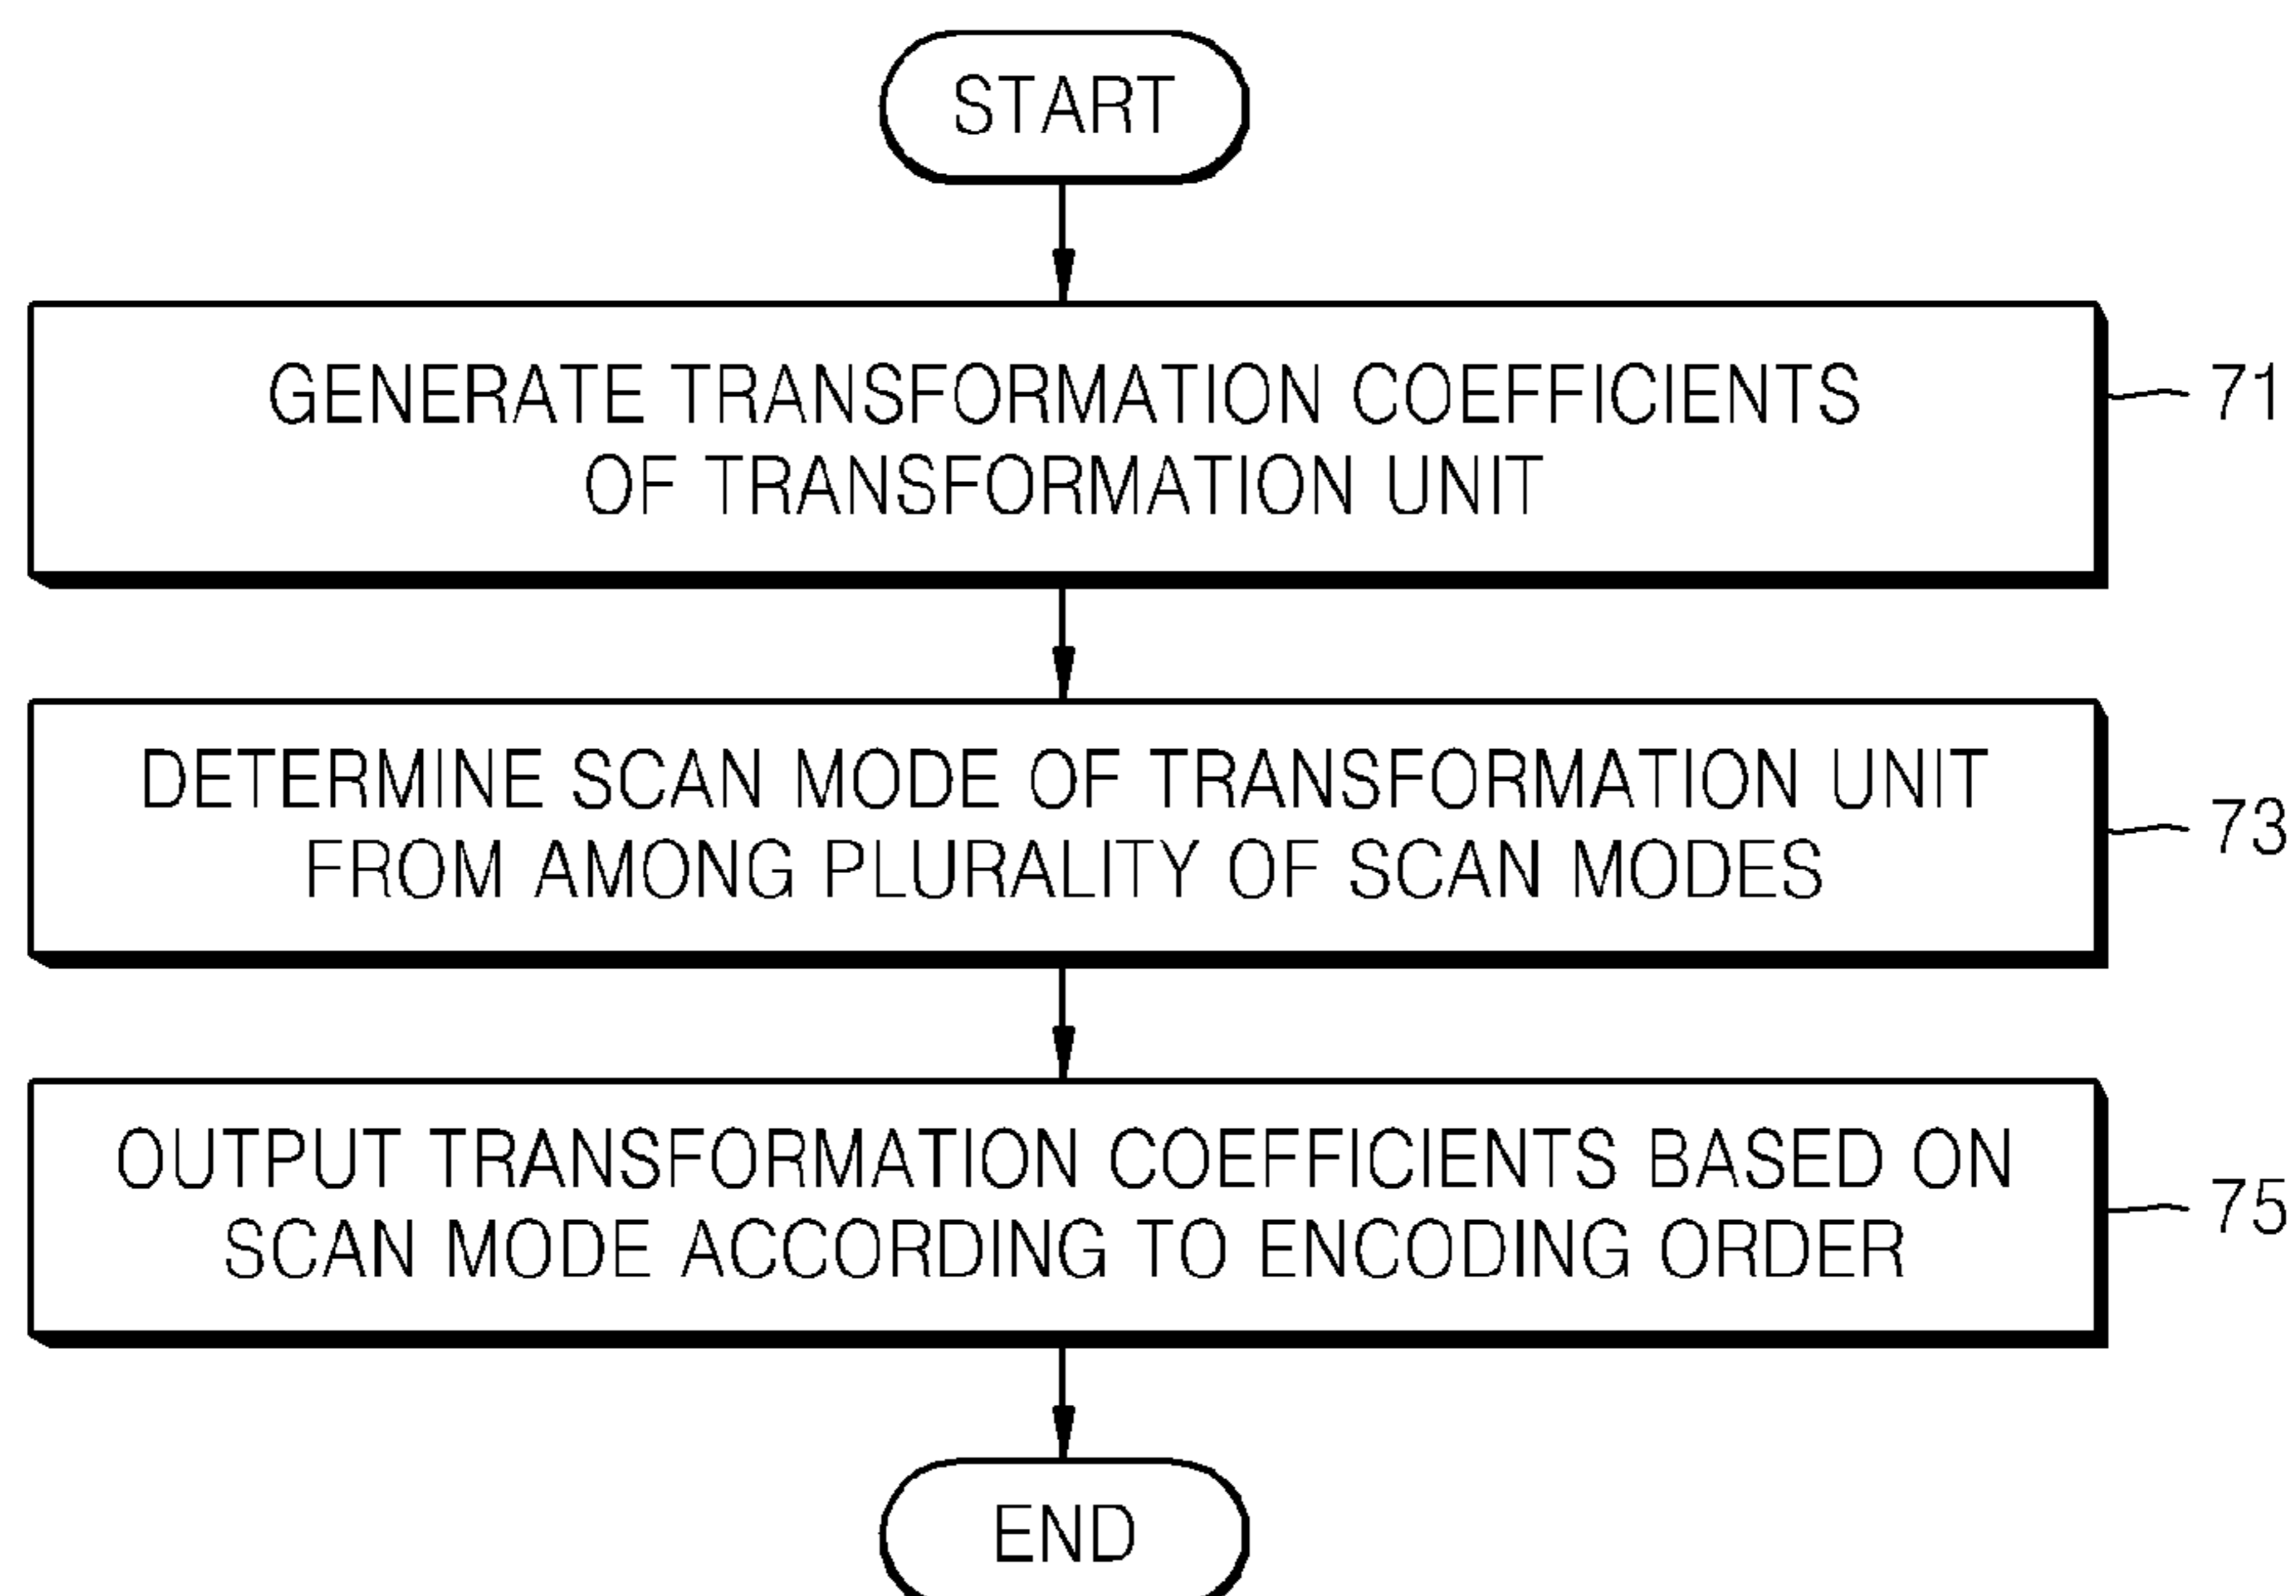 START
GENERATE TRANSFORMATION COEFFICIENTS
OF TRANSFORMATION UNIT
71
DETERMINE SCAN MODE OF TRANSFORMATION UNIT
FROM AMONG PLURALITY OF SCAN MODES
73
OUTPUT TRANSFORMATION COEFFICIENTS BASED ON
SCAN MODE ACCORDING TO ENCODING ORDER
75
END